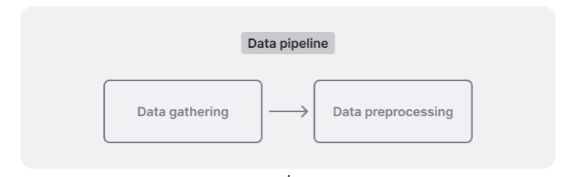 Data pipeline
Data gathering
Data preprocessing